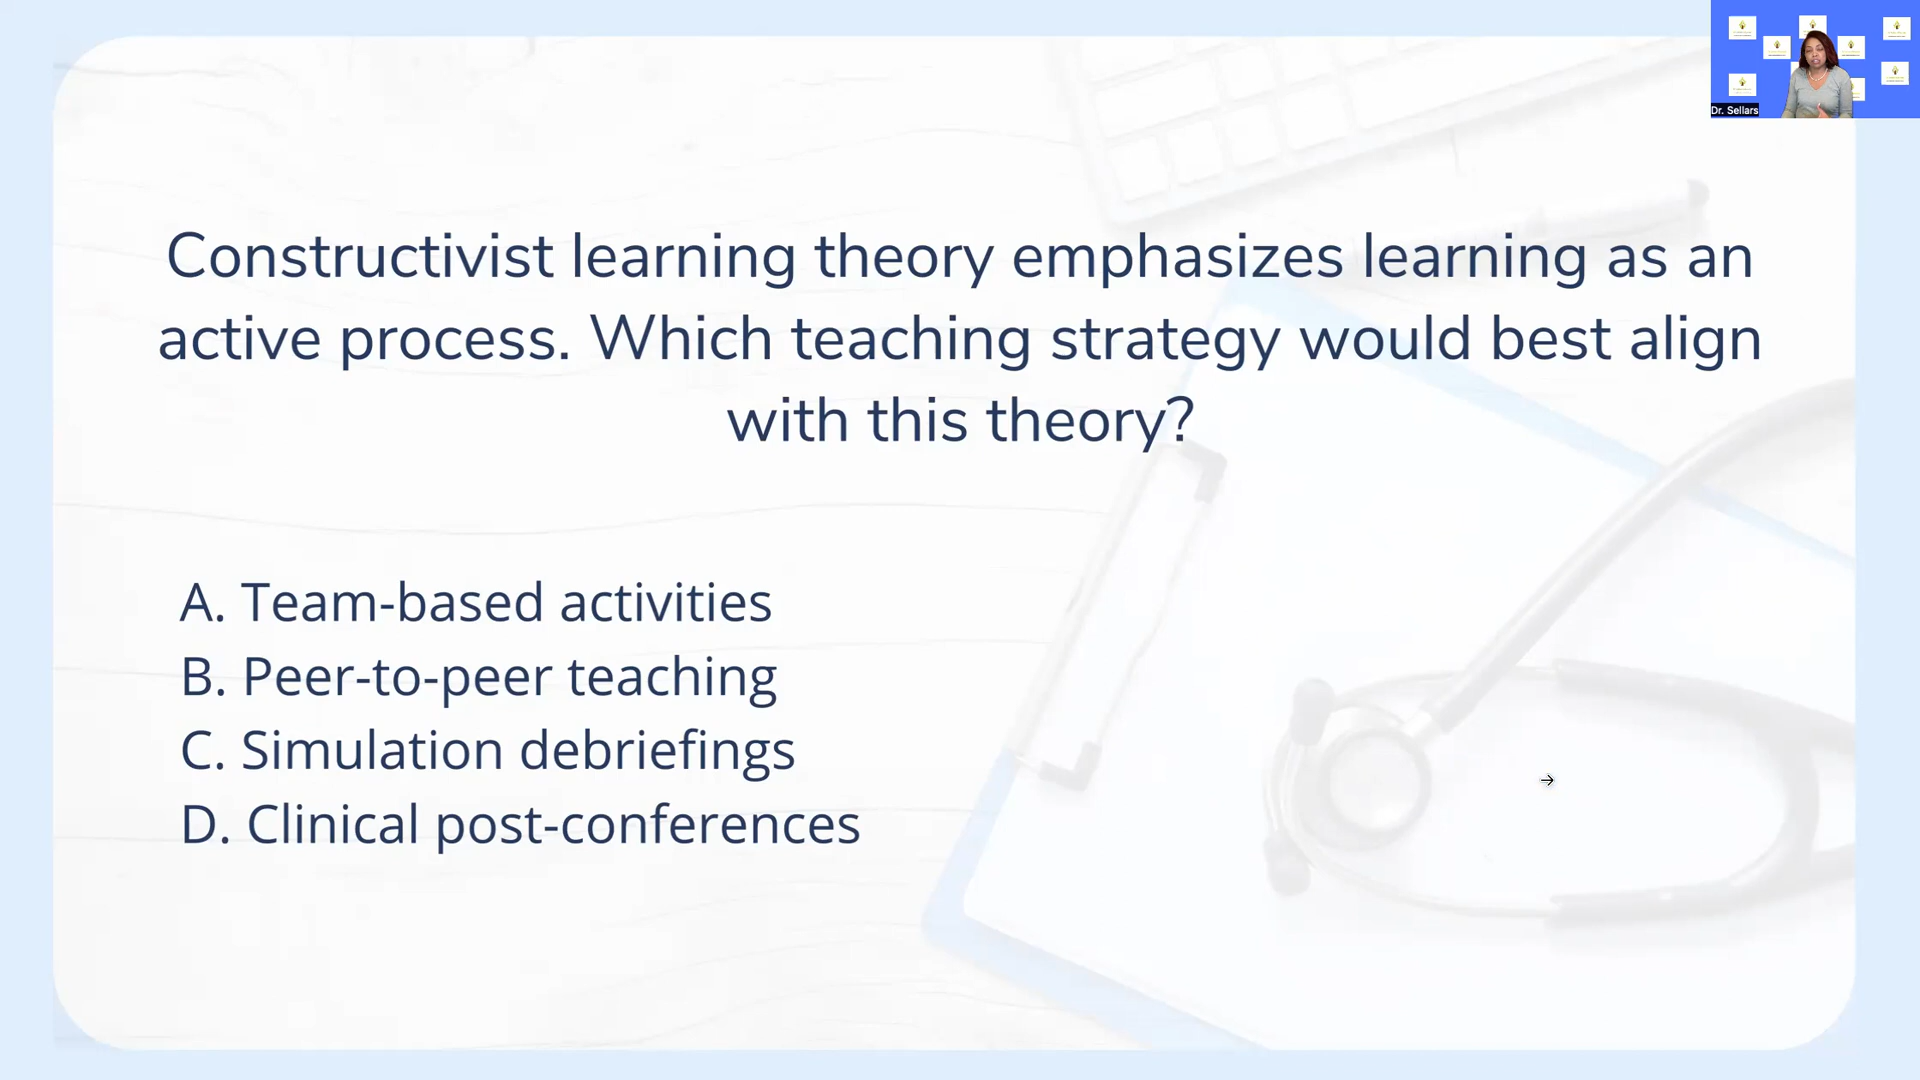 Dr. Sellars
Constructivist learning theory emphasizes learning as an
active process. Which teaching strategy would best align
with this theory?
A. Team-based activities
B. Peer-to-peer teaching
C. Simulation debriefings
D. Clinical post-conferences